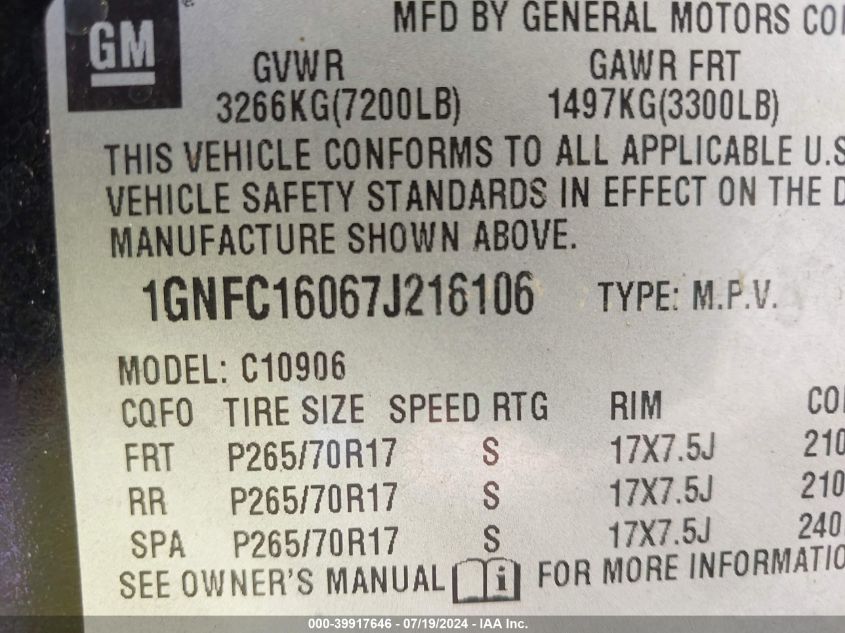 GM
MFD BY GENERAL MOTORS
GVWR GAWR FRT
3266KG(7200LB) 1497KG(3300LB)
THIS VEHICLE CONFORMS TO ALL APPLICABLE U.S
VEHICLE SAFETY STANDARDS IN EFFECT ON THE
MANUFACTURE SHOWN ABOVE.
1GNFC16067J216106 TYPE: M.P.V.
MODEL: C10906
CQFO TIRE SIZE SPEED RTG RIM
FRT P265/70R17 S 17X7.5J 210
RR P265/70R17 S 17X7.5J 210
SPA P265/70R17 S 17X7.5J 240
SEE OWNER'S MANUAL i FOR MORE INFORMATIO
000-39917646 - 07/19/2024 - IAA Inc.